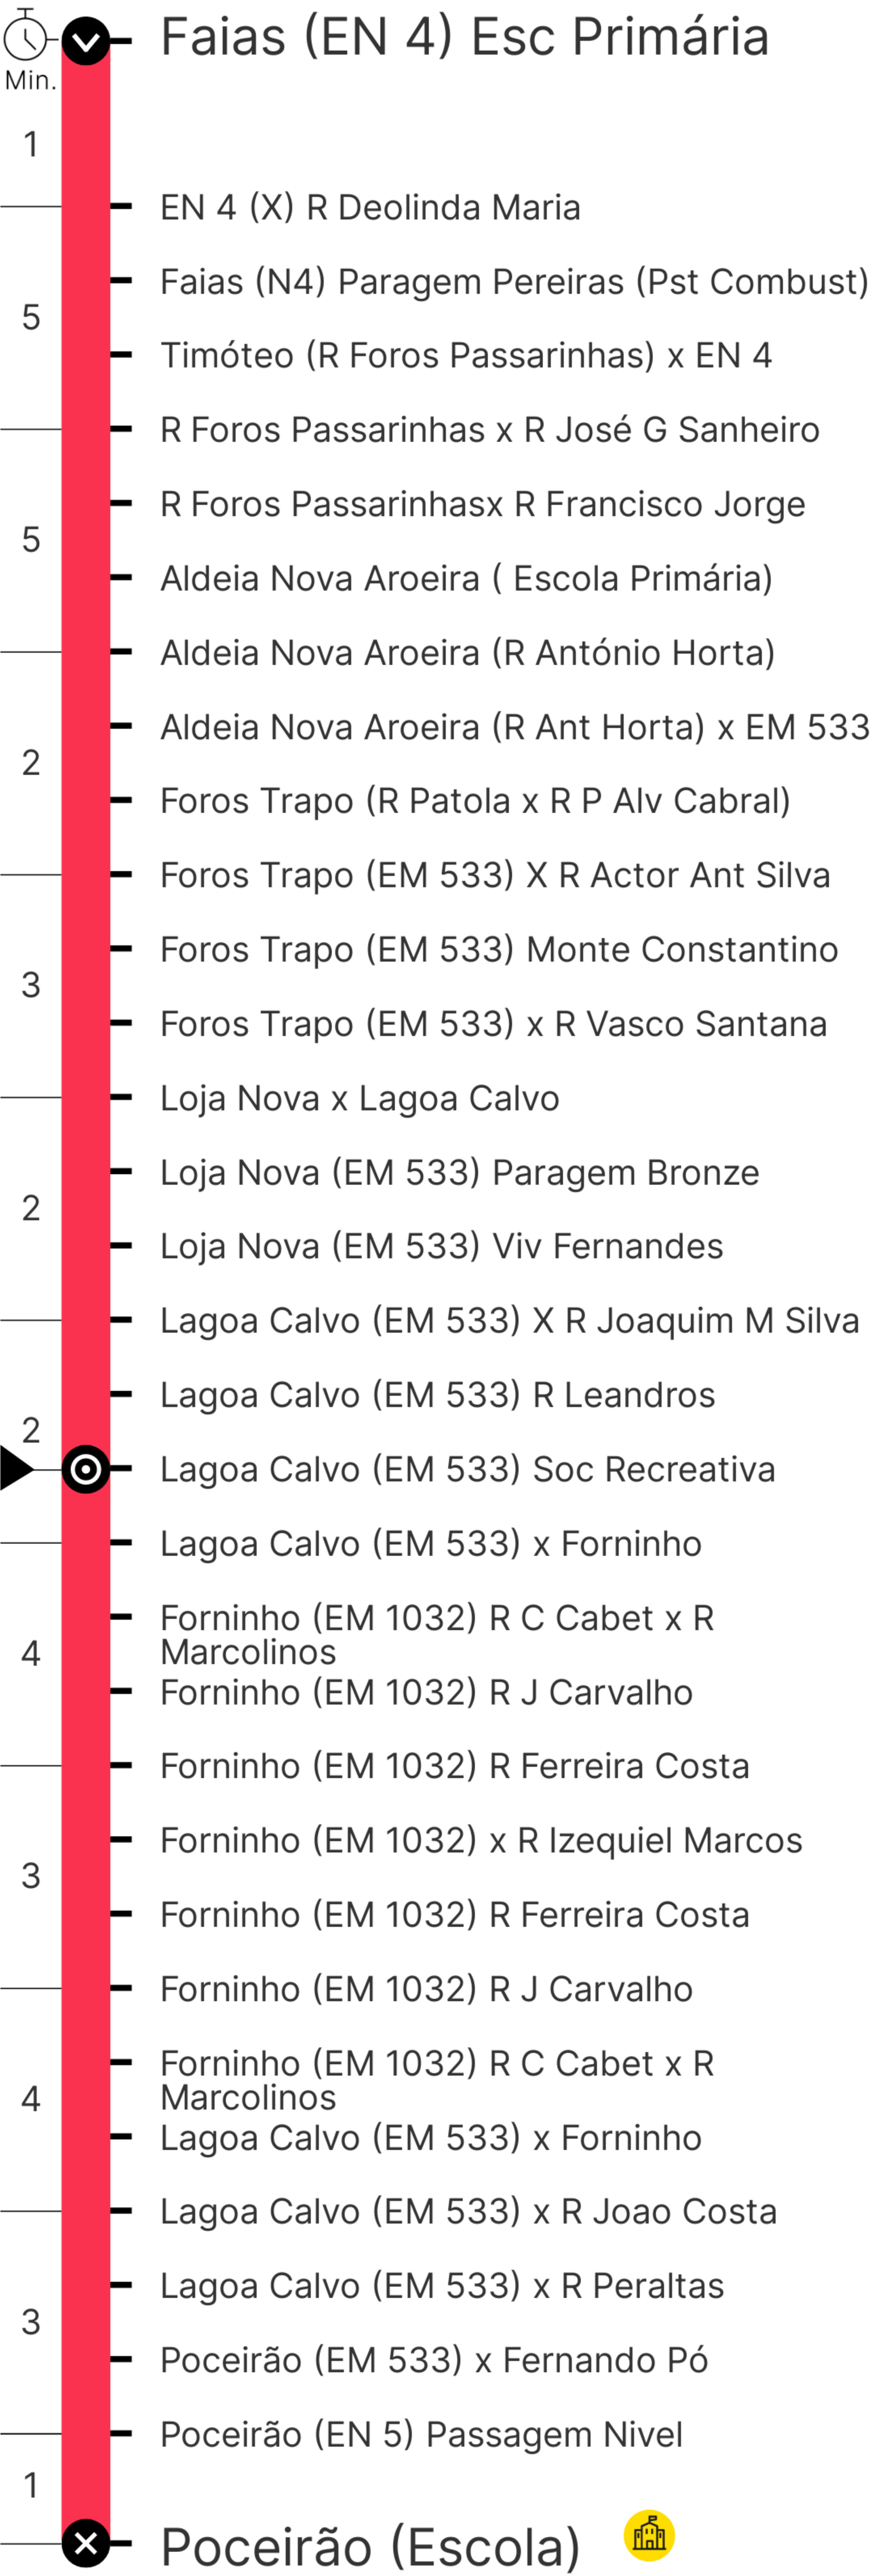 Faias (EN 4) Esc Primária
Min.
1
EN 4 (X) R Deolinda Maria
Faias (N4) Paragem Pereiras (Pst Combust)
5
Timóteo (R Foros Passarinhas) x EN 4
R Foros Passarinhas x R José G Sanheiro
R Foros Passarinhasx R Francisco Jorge
5
Aldeia Nova Aroeira ( Escola Primária)
Aldeia Nova Aroeira (R António Horta)
Aldeia Nova Aroeira (R Ant Horta) x EM 533
2
Foros Trapo (R Patola x R P Alv Cabral)
Foros Trapo (EM 533) X R Actor Ant Silva
Foros Trapo (EM 533) Monte Constantino
3
Foros Trapo (EM 533) x R Vasco Santana
Loja Nova x Lagoa Calvo
Loja Nova (EM 533) Paragem Bronze
2
Loja Nova (EM 533) Viv Fernandes
Lagoa Calvo (EM 533) X R Joaquim M Silva
Lagoa Calvo (EM 533) R Leandros
2
Lagoa Calvo (EM 533) Soc Recreativa
Lagoa Calvo (EM 533) x Forninho
Forninho (EM 1032) R C Cabet x R
Marcolinos
4
Forninho (EM 1032) R J Carvalho
Forninho (EM 1032) R Ferreira Costa
Forninho (EM 1032) x R Izequiel Marcos
3
Forninho (EM 1032) R Ferreira Costa
Forninho (EM 1032) R J Carvalho
Forninho (EM 1032) R C Cabet x R
Marcolinos
4
Lagoa Calvo (EM 533) x Forninho
Lagoa Calvo (EM 533) x R Joao Costa
Lagoa Calvo (EM 533) x R Peraltas
3
Poceirão (EM 533) x Fernando Pó
Poceirão (EN 5) Passagem Nivel
1
Poceirão (Escola)